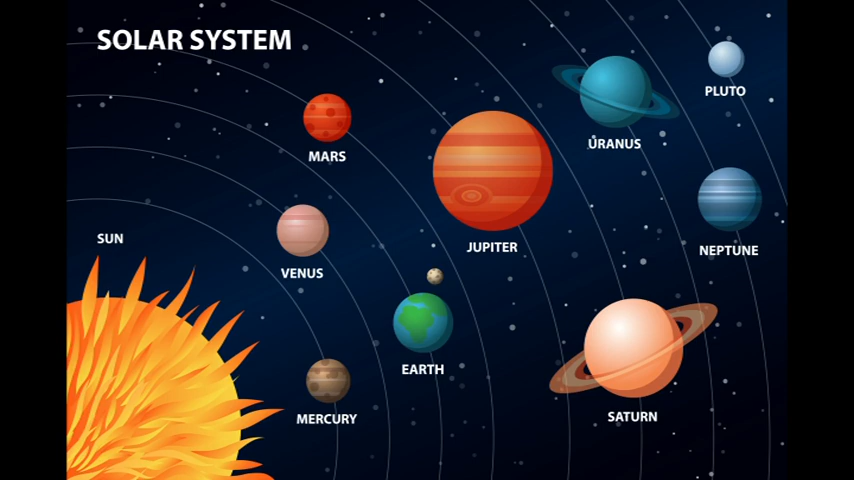 SOLAR SYSTEM
PLUTO
URANUS
MARS
SUN
JUPITER
NEPTUNE
VENUS
EARTH
MERCURY
SATURN